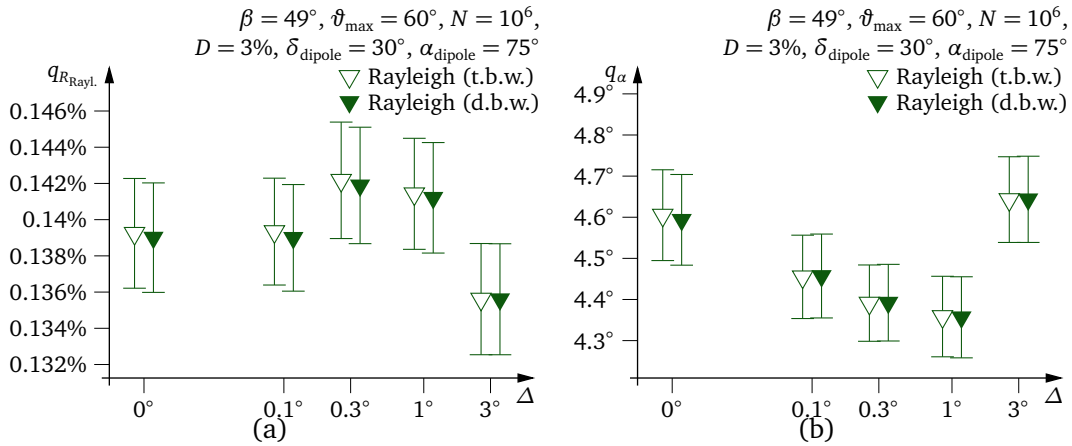 β = 49°, ϑmax = 60°, N = 10⁶,
D = 3%, δdipole = 30°, αdipole = 75°
qRRayl.
Rayleigh (t.b.w.)
Rayleigh (d.b.w.)
0.146%
0.144%
0.142%
0.14%
0.138%
0.136%
0.134%
0.132%
0° 0.1° 0.3° 1° 3° Δ
(a)
β = 49°, ϑmax = 60°, N = 10⁶,
D = 3%, δdipole = 30°, αdipole = 75°
qα
Rayleigh (t.b.w.)
Rayleigh (d.b.w.)
4.9°
4.8°
4.7°
4.6°
4.5°
4.4°
4.3°
0° 0.1° 0.3° 1° 3° Δ
(b)